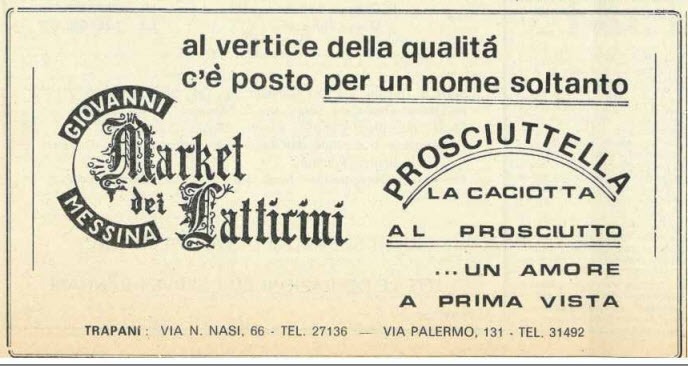 al vertice della qualitá
c'è posto per un nome soltanto
GIOVANNI
Market
dei Latticini
MESSINA
PROSCIUTTELLA
LA CACIOTTA
AL PROSCIUTTO
...UN AMORE
A PRIMA VISTA
TRAPANI: VIA N. NASI, 66 - TEL. 27136 — VIA PALERMO, 131 - TEL. 31492